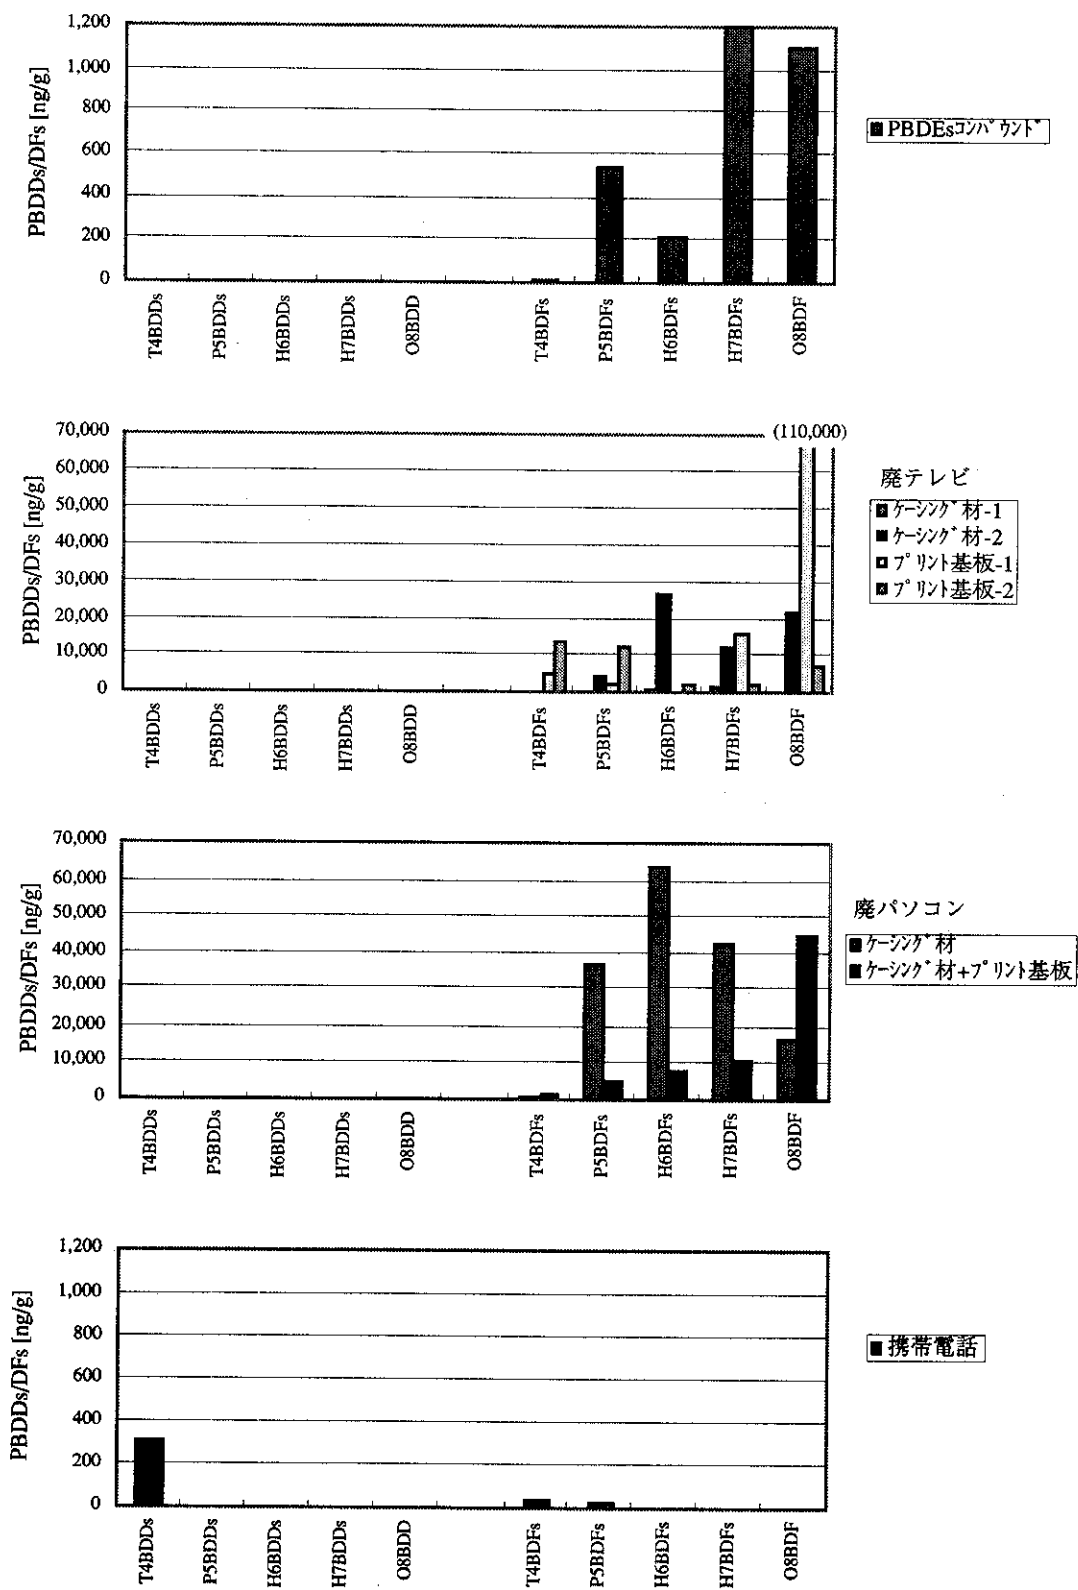 1,200
1,000
800
600
400
200
0
PBDDs/DFs [ng/g]
T4BDDs
P5BDDs
H6BDDs
H7BDDs
O8BDD
T4BDFs
P5BDFs
H6BDFs
H7BDFs
O8BDF
PBDEsコンパウンド
70,000
60,000
50,000
40,000
30,000
20,000
10,000
0
PBDDs/DFs [ng/g]
(110,000)
T4BDDs
P5BDDs
H6BDDs
H7BDDs
O8BDD
T4BDFs
P5BDFs
H6BDFs
H7BDFs
O8BDF
廃テレビ
ケーシング材-1
ケーシング材-2
プリント基板-1
プリント基板-2
70,000
60,000
50,000
40,000
30,000
20,000
10,000
0
PBDDs/DFs [ng/g]
T4BDDs
P5BDDs
H6BDDs
H7BDDs
O8BDD
T4BDFs
P5BDFs
H6BDFs
H7BDFs
O8BDF
廃パソコン
ケーシング材
ケーシング材+プリント基板
1,200
1,000
800
600
400
200
0
PBDDs/DFs [ng/g]
T4BDDs
P5BDDs
H6BDDs
H7BDDs
O8BDD
T4BDFs
P5BDFs
H6BDFs
H7BDFs
O8BDF
携帯電話